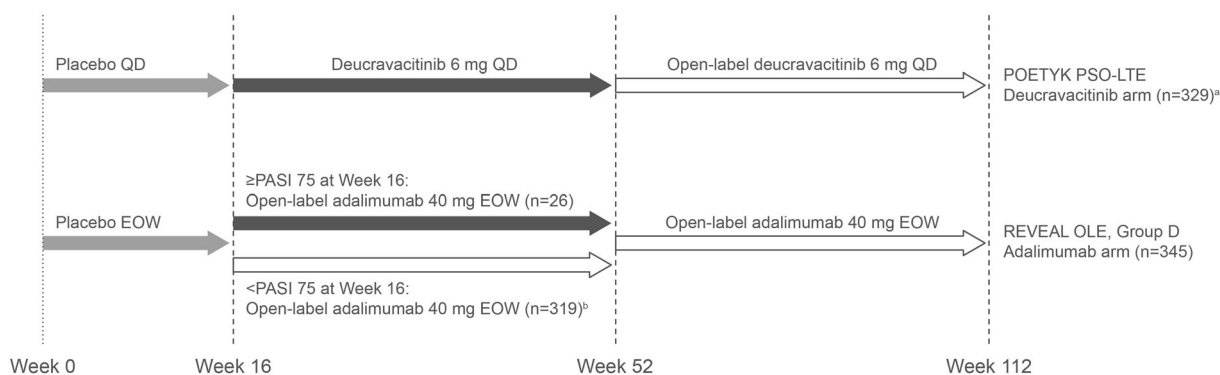 Placebo QD
Deucravacitinib 6 mg QD
Open-label deucravacitinib 6 mg QD
POETYK PSO-LTE
Deucravacitinib arm (n=329)ᵃ
≥PASI 75 at Week 16:
Open-label adalimumab 40 mg EOW (n=26)
Placebo EOW
Open-label adalimumab 40 mg EOW
REVEAL OLE, Group D
Adalimumab arm (n=345)
<PASI 75 at Week 16:
Open-label adalimumab 40 mg EOW (n=319)ᵇ
Week 0
Week 16
Week 52
Week 112